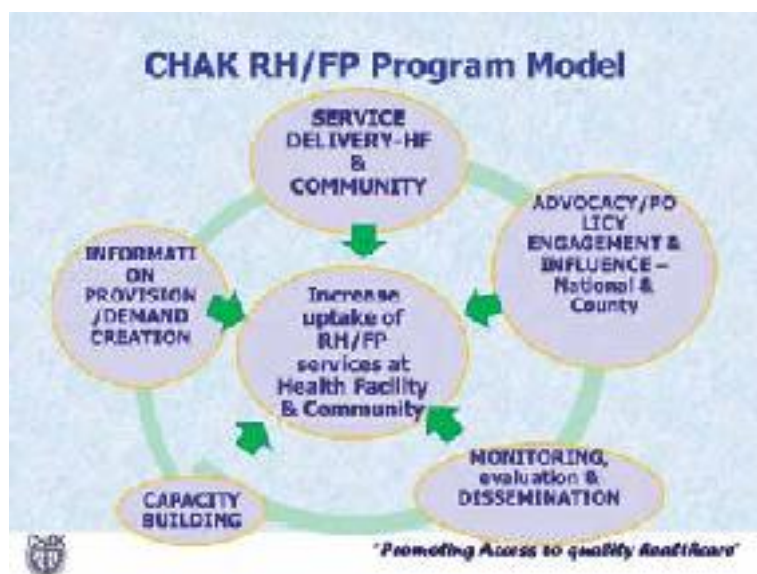 CHAK RH/FP Program Model
SERVICE
DELIVERY-HF
&
COMMUNITY
ADVOCACY/PO
LICY
ENGAGEMENT &
INFLUENCE –
National &
County
INFORMATI
ON
PROVISION
/DEMAND
CREATION
Increase
uptake of
RH/FP
services at
Health Facility
& Community
MONITORING,
evaluation &
DISSEMINATION
CAPACITY
BUILDING
CHAK
"Promoting Access to quality Healthcare"